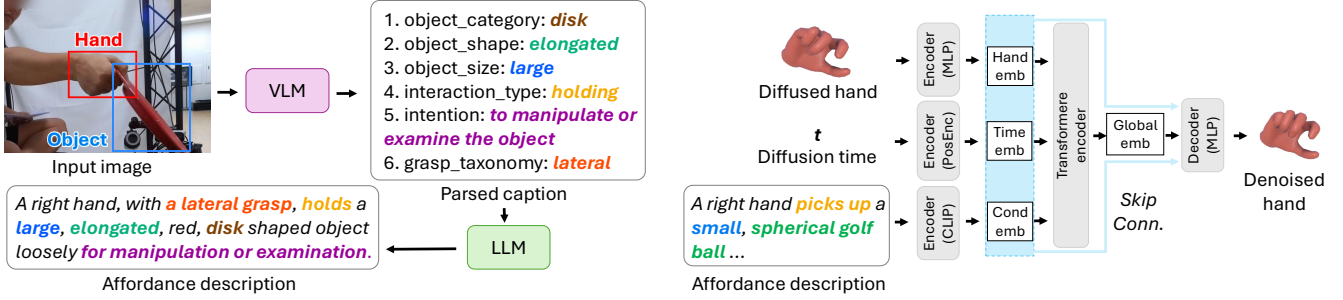 Hand
Object
Input image
VLM
1. object_category: disk
2. object_shape: elongated
3. object_size: large
4. interaction_type: holding
5. intention: to manipulate or
examine the object
6. grasp_taxonomy: lateral
Parsed caption
LLM
A right hand, with a lateral grasp, holds a
large, elongated, red, disk shaped object
loosely for manipulation or examination.
Affordance description
Diffused hand
t
Diffusion time
A right hand picks up a
small, spherical golf
ball ...
Affordance description
Encoder
(MLP)
Encoder
(PosEnc)
Encoder
(CLIP)
Hand
emb
Time
emb
Cond
emb
Transformere
encoder
Global
emb
Skip
Conn.
Decoder
(MLP)
Denoised
hand